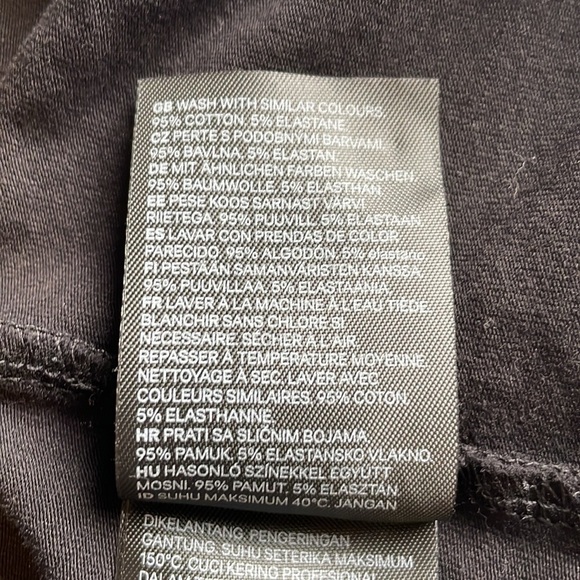 GB WASH WITH SIMILAR COLOURS.
95% COTTON. 5% ELASTANE
CZ PERTE S PODOBNÝMI BARVAMI.
95% BAVLNA. 5% ELASTAN
DE MIT ÄHNLICHEN FARBEN WASCHEN.
95% BAUMWOLLE. 5% ELASTHAN
EE PESE KOOS SARNAST VÄRVI
RIIETEGA. 95% PUUVILL. 5% ELASTAAN
ES LAVAR CON PRENDAS DE COLOR
PARECIDO. 95% ALGODÓN. 5% elastano
FI PESTÄÄN SAMANVÄRISTEN KANSSA
95% PUUVILLAA. 5% ELASTAANIA
FR LAVER À LA MACHINE À L'EAU TIÈDE.
BLANCHIR SANS CHLORE SI
NÉCESSAIRE. SÉCHER À L'AIR.
REPASSER À TEMPÉRATURE MOYENNE.
NETTOYAGE À SEC. LAVER AVEC
COULEURS SIMILAIRES. 95% COTON.
5% ELASTHANNE.
HR PRATI SA SLIČNIM BOJAMA.
95% PAMUK. 5% ELASTANSKO VLAKNO.
HU HASONLÓ SZÍNEKKEL EGYÜTT
MOSNI. 95% PAMUT. 5% ELASZTÁN
ID SUHU MAKSIMUM 40°C. JANGAN
DIKELANTANG. PENGERINGAN
GANTUNG. SUHU SETERIKA MAKSIMUM
150°C. CUCI KERING PROFESIONAL